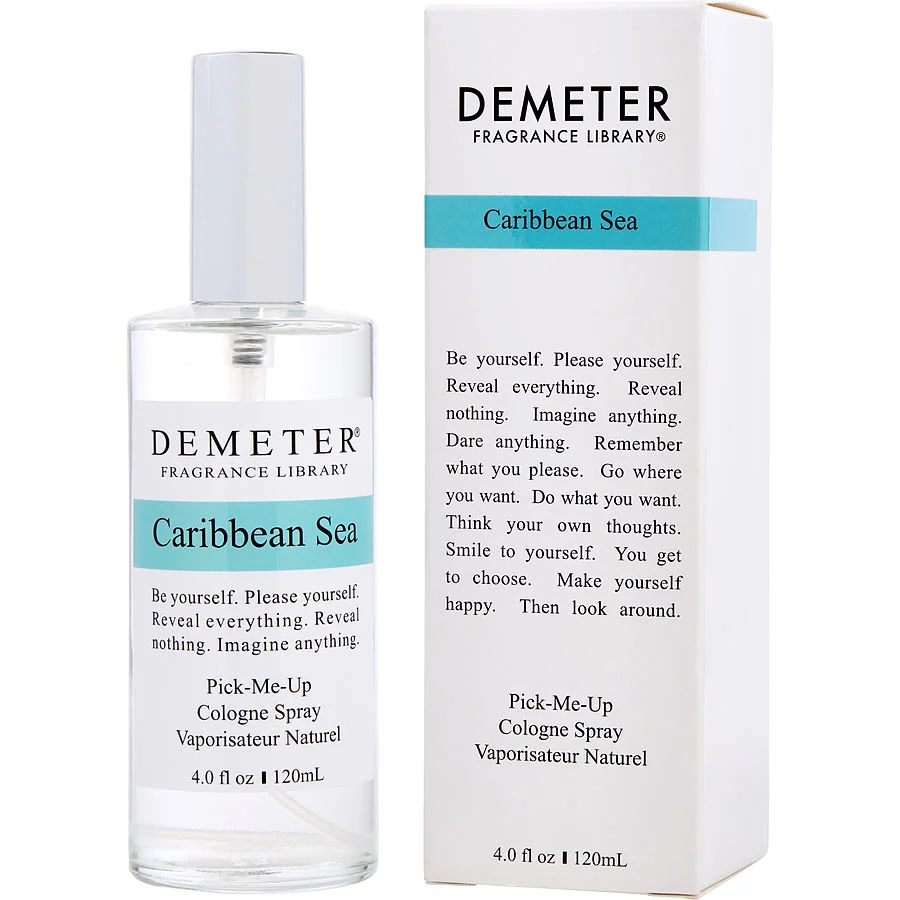 DEMETER®
FRAGRANCE LIBRARY
Caribbean Sea
Be yourself. Please yourself.
Reveal everything. Reveal
nothing. Imagine anything.
Pick-Me-Up
Cologne Spray
Vaporisateur Naturel
4.0 fl oz ❚ 120mL
DEMETER
FRAGRANCE LIBRARY®
Caribbean Sea
Be yourself. Please yourself.
Reveal everything. Reveal
nothing. Imagine anything.
Dare anything. Remember
what you please. Go where
you want. Do what you want.
Think your own thoughts.
Smile to yourself. You get
to choose. Make yourself
happy. Then look around.
Pick-Me-Up
Cologne Spray
Vaporisateur Naturel
4.0 fl oz ❚ 120mL